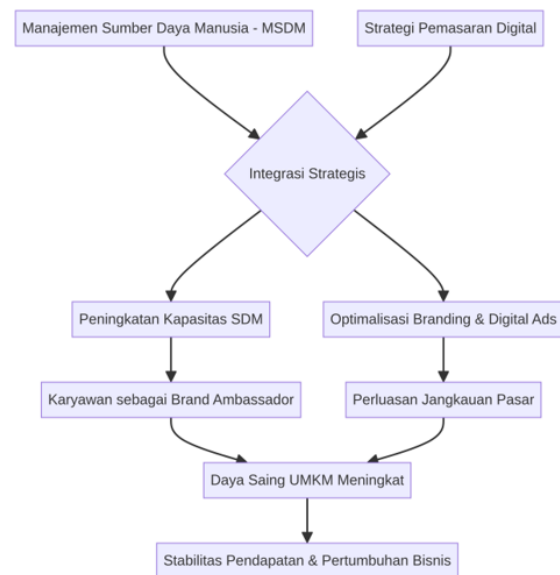 Manajemen Sumber Daya Manusia - MSDM
Strategi Pemasaran Digital
Integrasi Strategis
Peningkatan Kapasitas SDM
Optimalisasi Branding & Digital Ads
Karyawan sebagai Brand Ambassador
Perluasan Jangkauan Pasar
Daya Saing UMKM Meningkat
Stabilitas Pendapatan & Pertumbuhan Bisnis